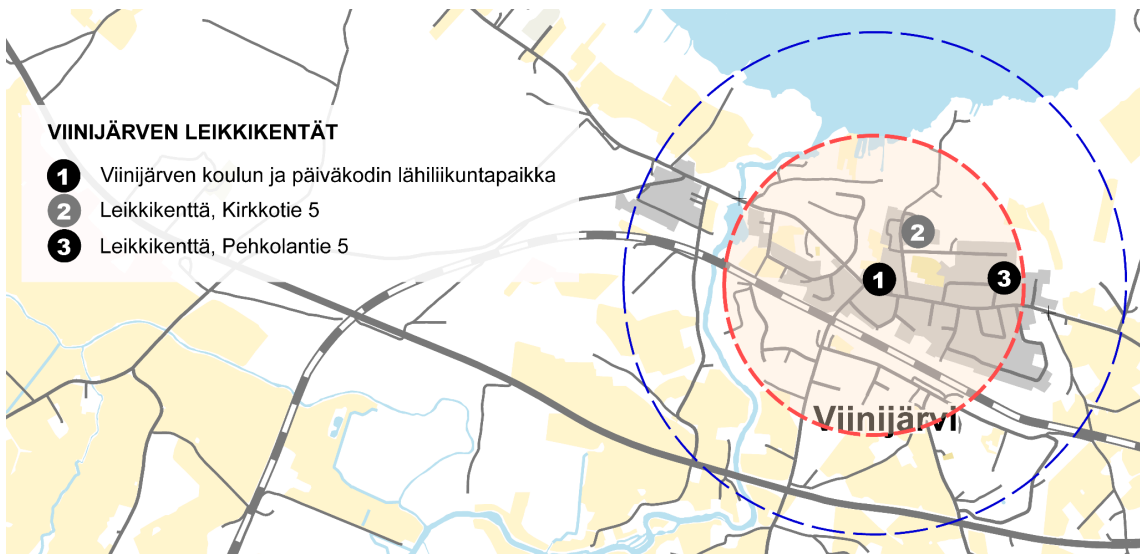 VIINIJÄRVEN LEIKKIKENTÄT
1 Viinijärven koulun ja päiväkodin lähiliikuntapaikka
2 Leikkikenttä, Kirkkotie 5
3 Leikkikenttä, Pehkolantie 5
2
1
3
Viinijärvi